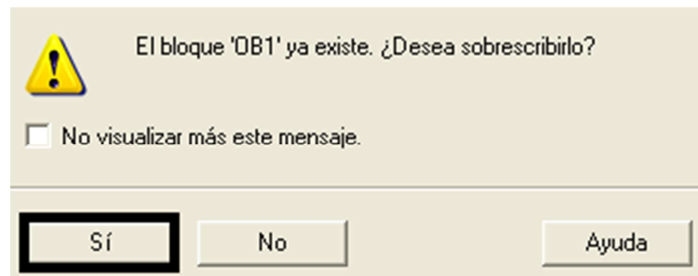 El bloque 'OB1' ya existe. ¿Desea sobrescribirlo?
No visualizar más este mensaje.
Sí No Ayuda